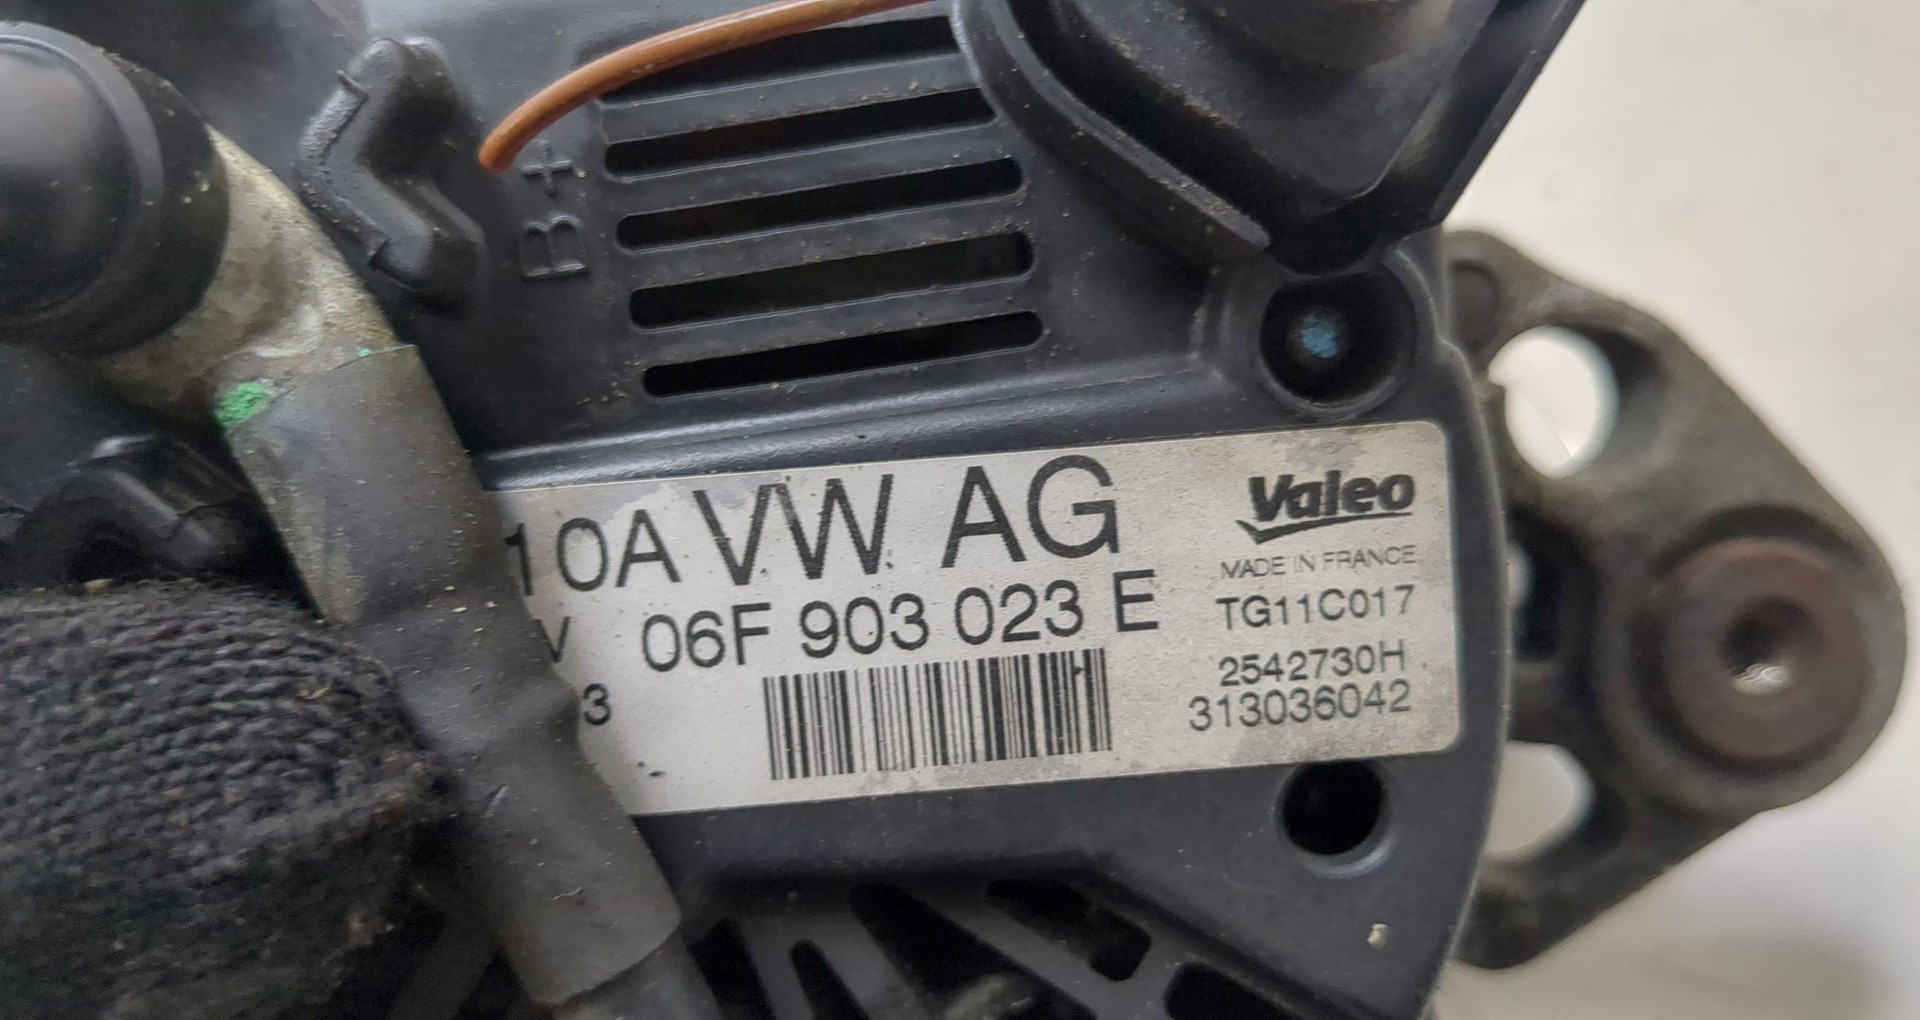 B+
10A VW AG
V 06F 903 023 E
3
Valeo
MADE IN FRANCE
TG11C017
2542730H
313036042